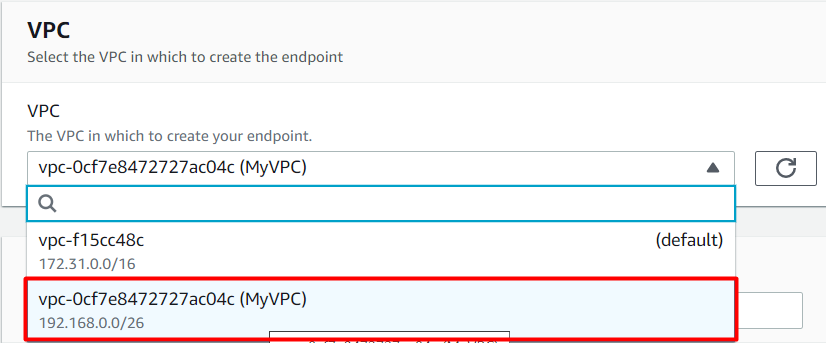 VPC
Select the VPC in which to create the endpoint
VPC
The VPC in which to create your endpoint.
vpc-0cf7e8472727ac04c (MyVPC)
vpc-f15cc48c (default)
172.31.0.0/16
vpc-0cf7e8472727ac04c (MyVPC)
192.168.0.0/26